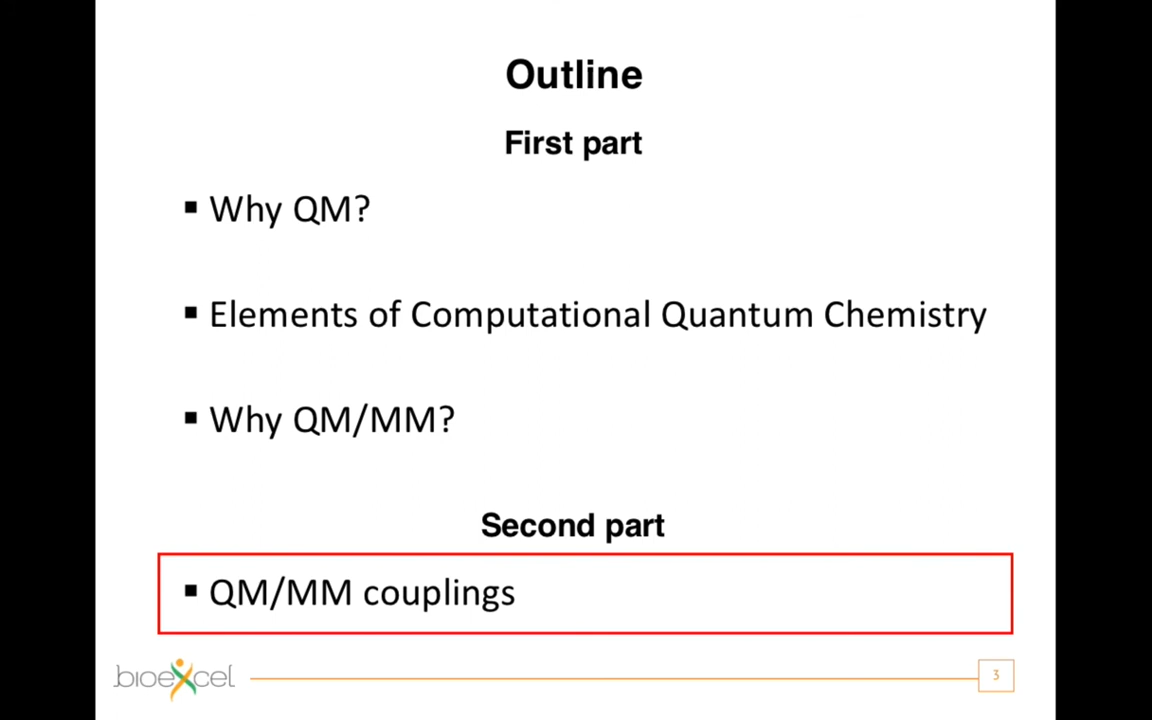 Outline
First part
▪ Why QM?
▪ Elements of Computational Quantum Chemistry
▪ Why QM/MM?
Second part
▪ QM/MM couplings
bioexcel
3